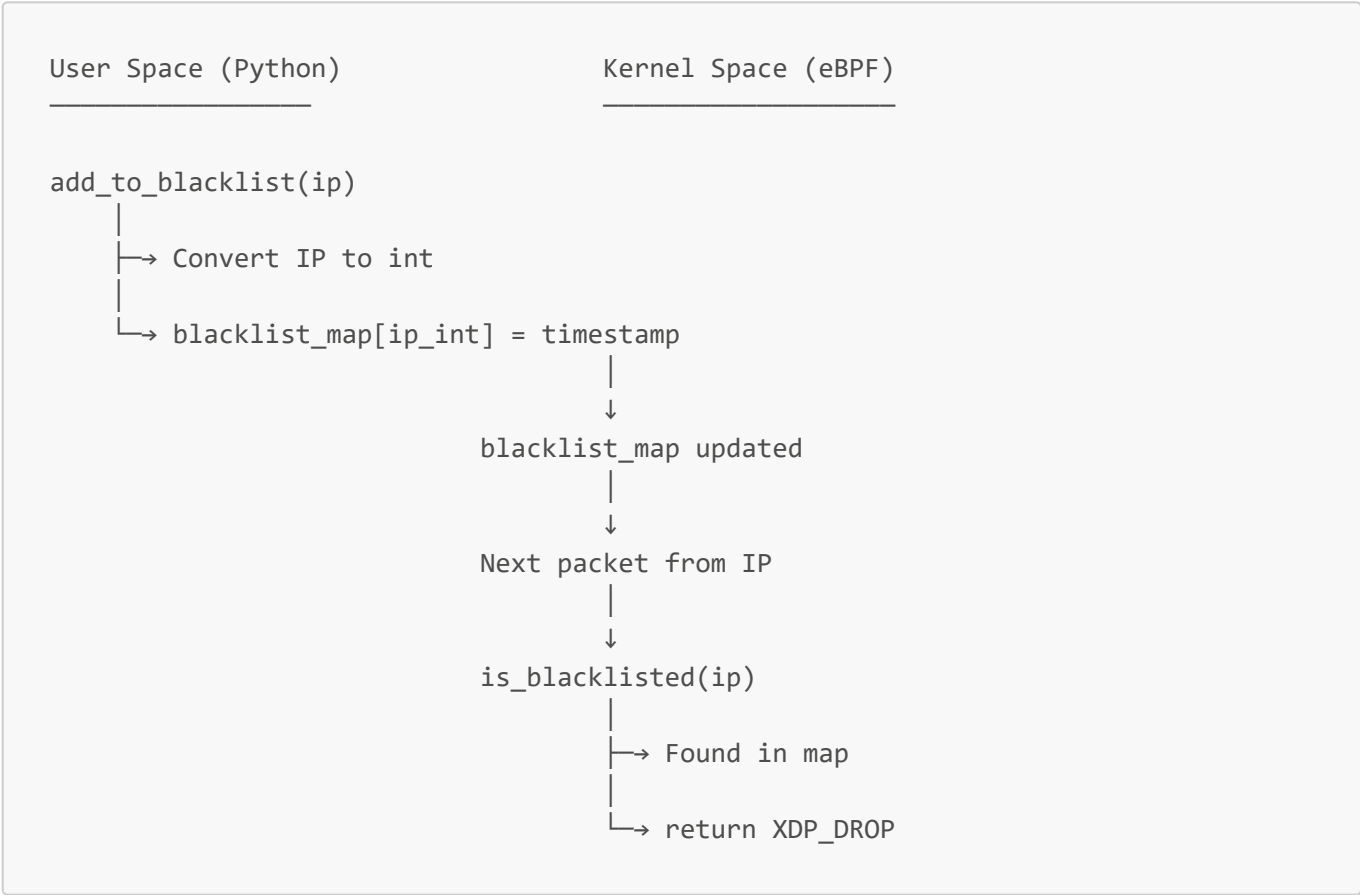 User Space (Python) Kernel Space (eBPF)
───────────────── ───────────────────
add_to_blacklist(ip)
│
├─→ Convert IP to int
│
└─→ blacklist_map[ip_int] = timestamp
│
↓
blacklist_map updated
│
↓
Next packet from IP
│
↓
is_blacklisted(ip)
│
├─→ Found in map
│
└─→ return XDP_DROP